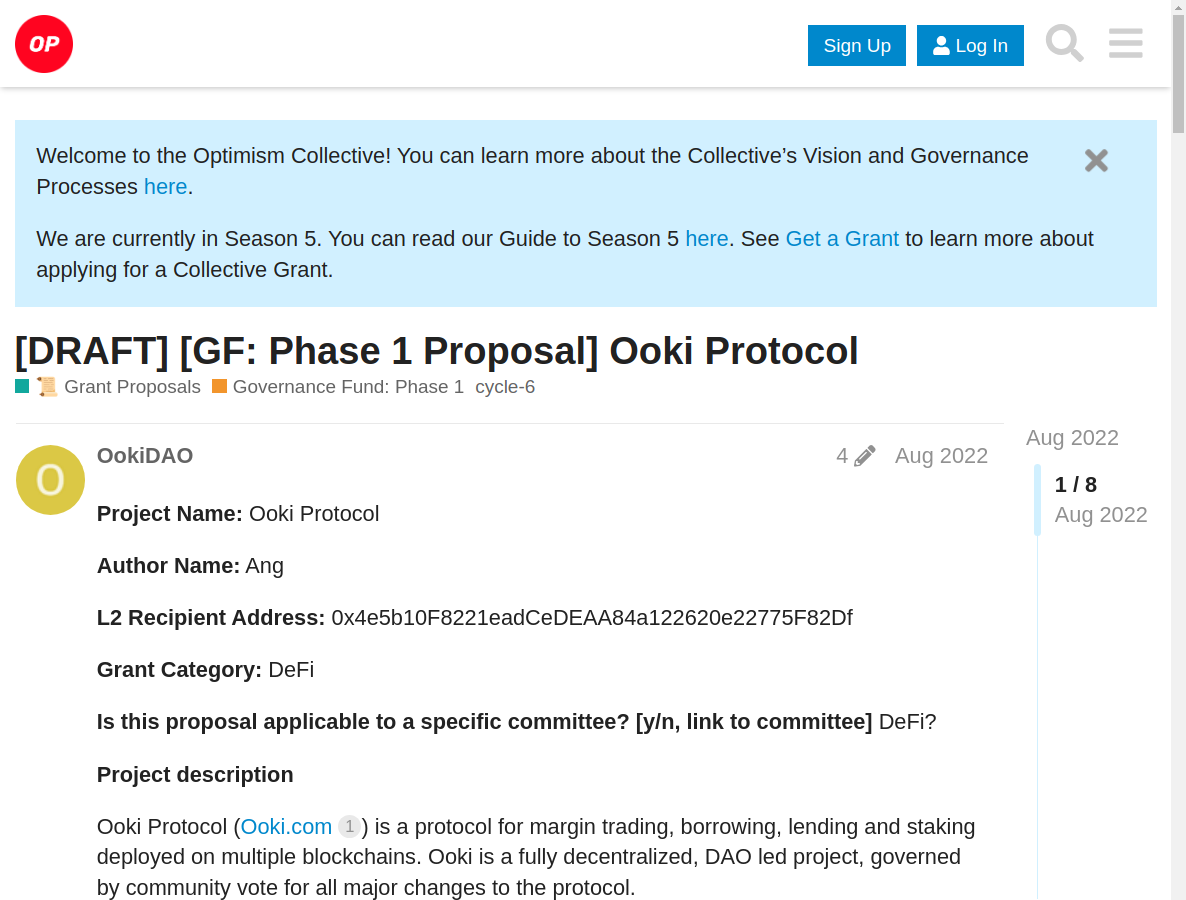 OP
Sign Up
Log In
Welcome to the Optimism Collective! You can learn more about the Collective’s Vision and Governance
Processes here.
We are currently in Season 5. You can read our Guide to Season 5 here. See Get a Grant to learn more about
applying for a Collective Grant.
[DRAFT] [GF: Phase 1 Proposal] Ooki Protocol
Grant Proposals Governance Fund: Phase 1 cycle-6
Aug 2022
O
OokiDAO
4 Aug 2022
1 / 8
Aug 2022
Project Name: Ooki Protocol
Author Name: Ang
L2 Recipient Address: 0x4e5b10F8221eadCeDEAA84a122620e22775F82Df
Grant Category: DeFi
Is this proposal applicable to a specific committee? [y/n, link to committee] DeFi?
Project description
Ooki Protocol (Ooki.com 1) is a protocol for margin trading, borrowing, lending and staking
deployed on multiple blockchains. Ooki is a fully decentralized, DAO led project, governed
by community vote for all major changes to the protocol.